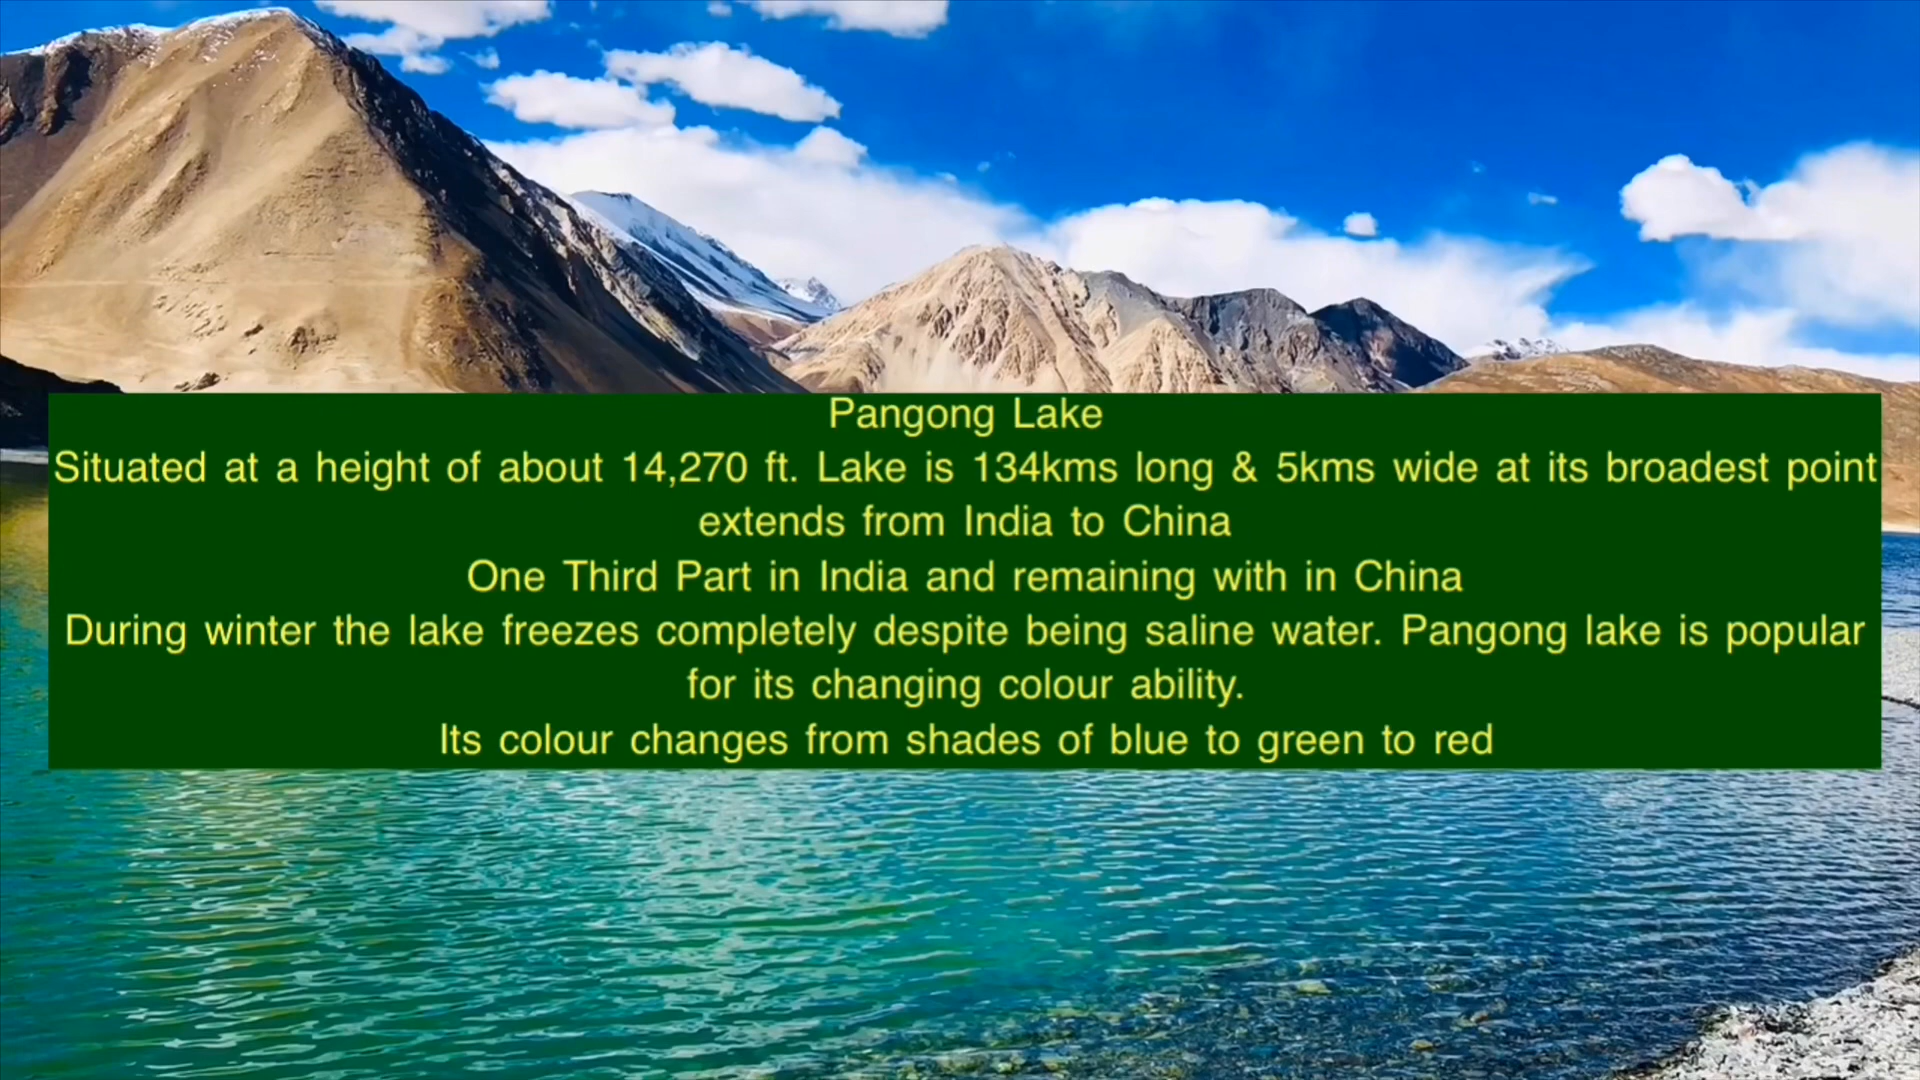 Pangong Lake
Situated at a height of about 14,270 ft. Lake is 134kms long & 5kms wide at its broadest point
extends from India to China
One Third Part in India and remaining with in China
During winter the lake freezes completely despite being saline water. Pangong lake is popular
for its changing colour ability.
Its colour changes from shades of blue to green to red